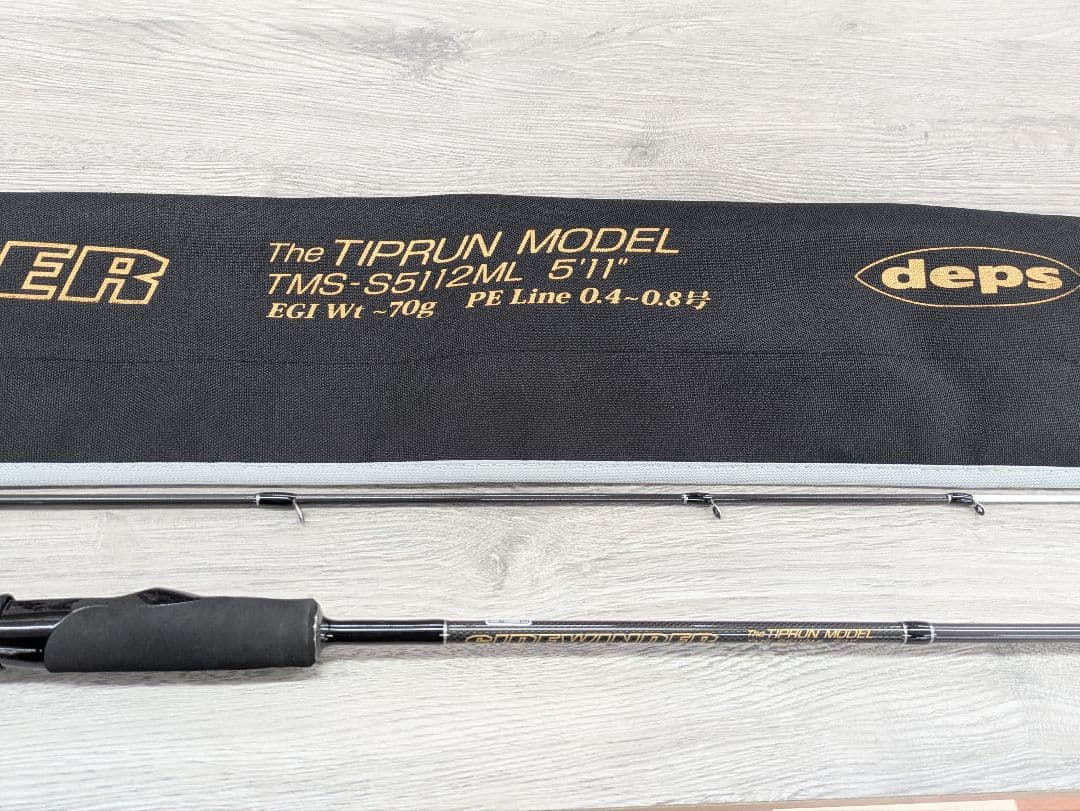 ER
The TIPRUN MODEL
TMS-S5112ML 5'11"
EGI Wt ~70g PE Line 0.4~0.8号
deps
SIDEWINDER The TIPRUN MODEL